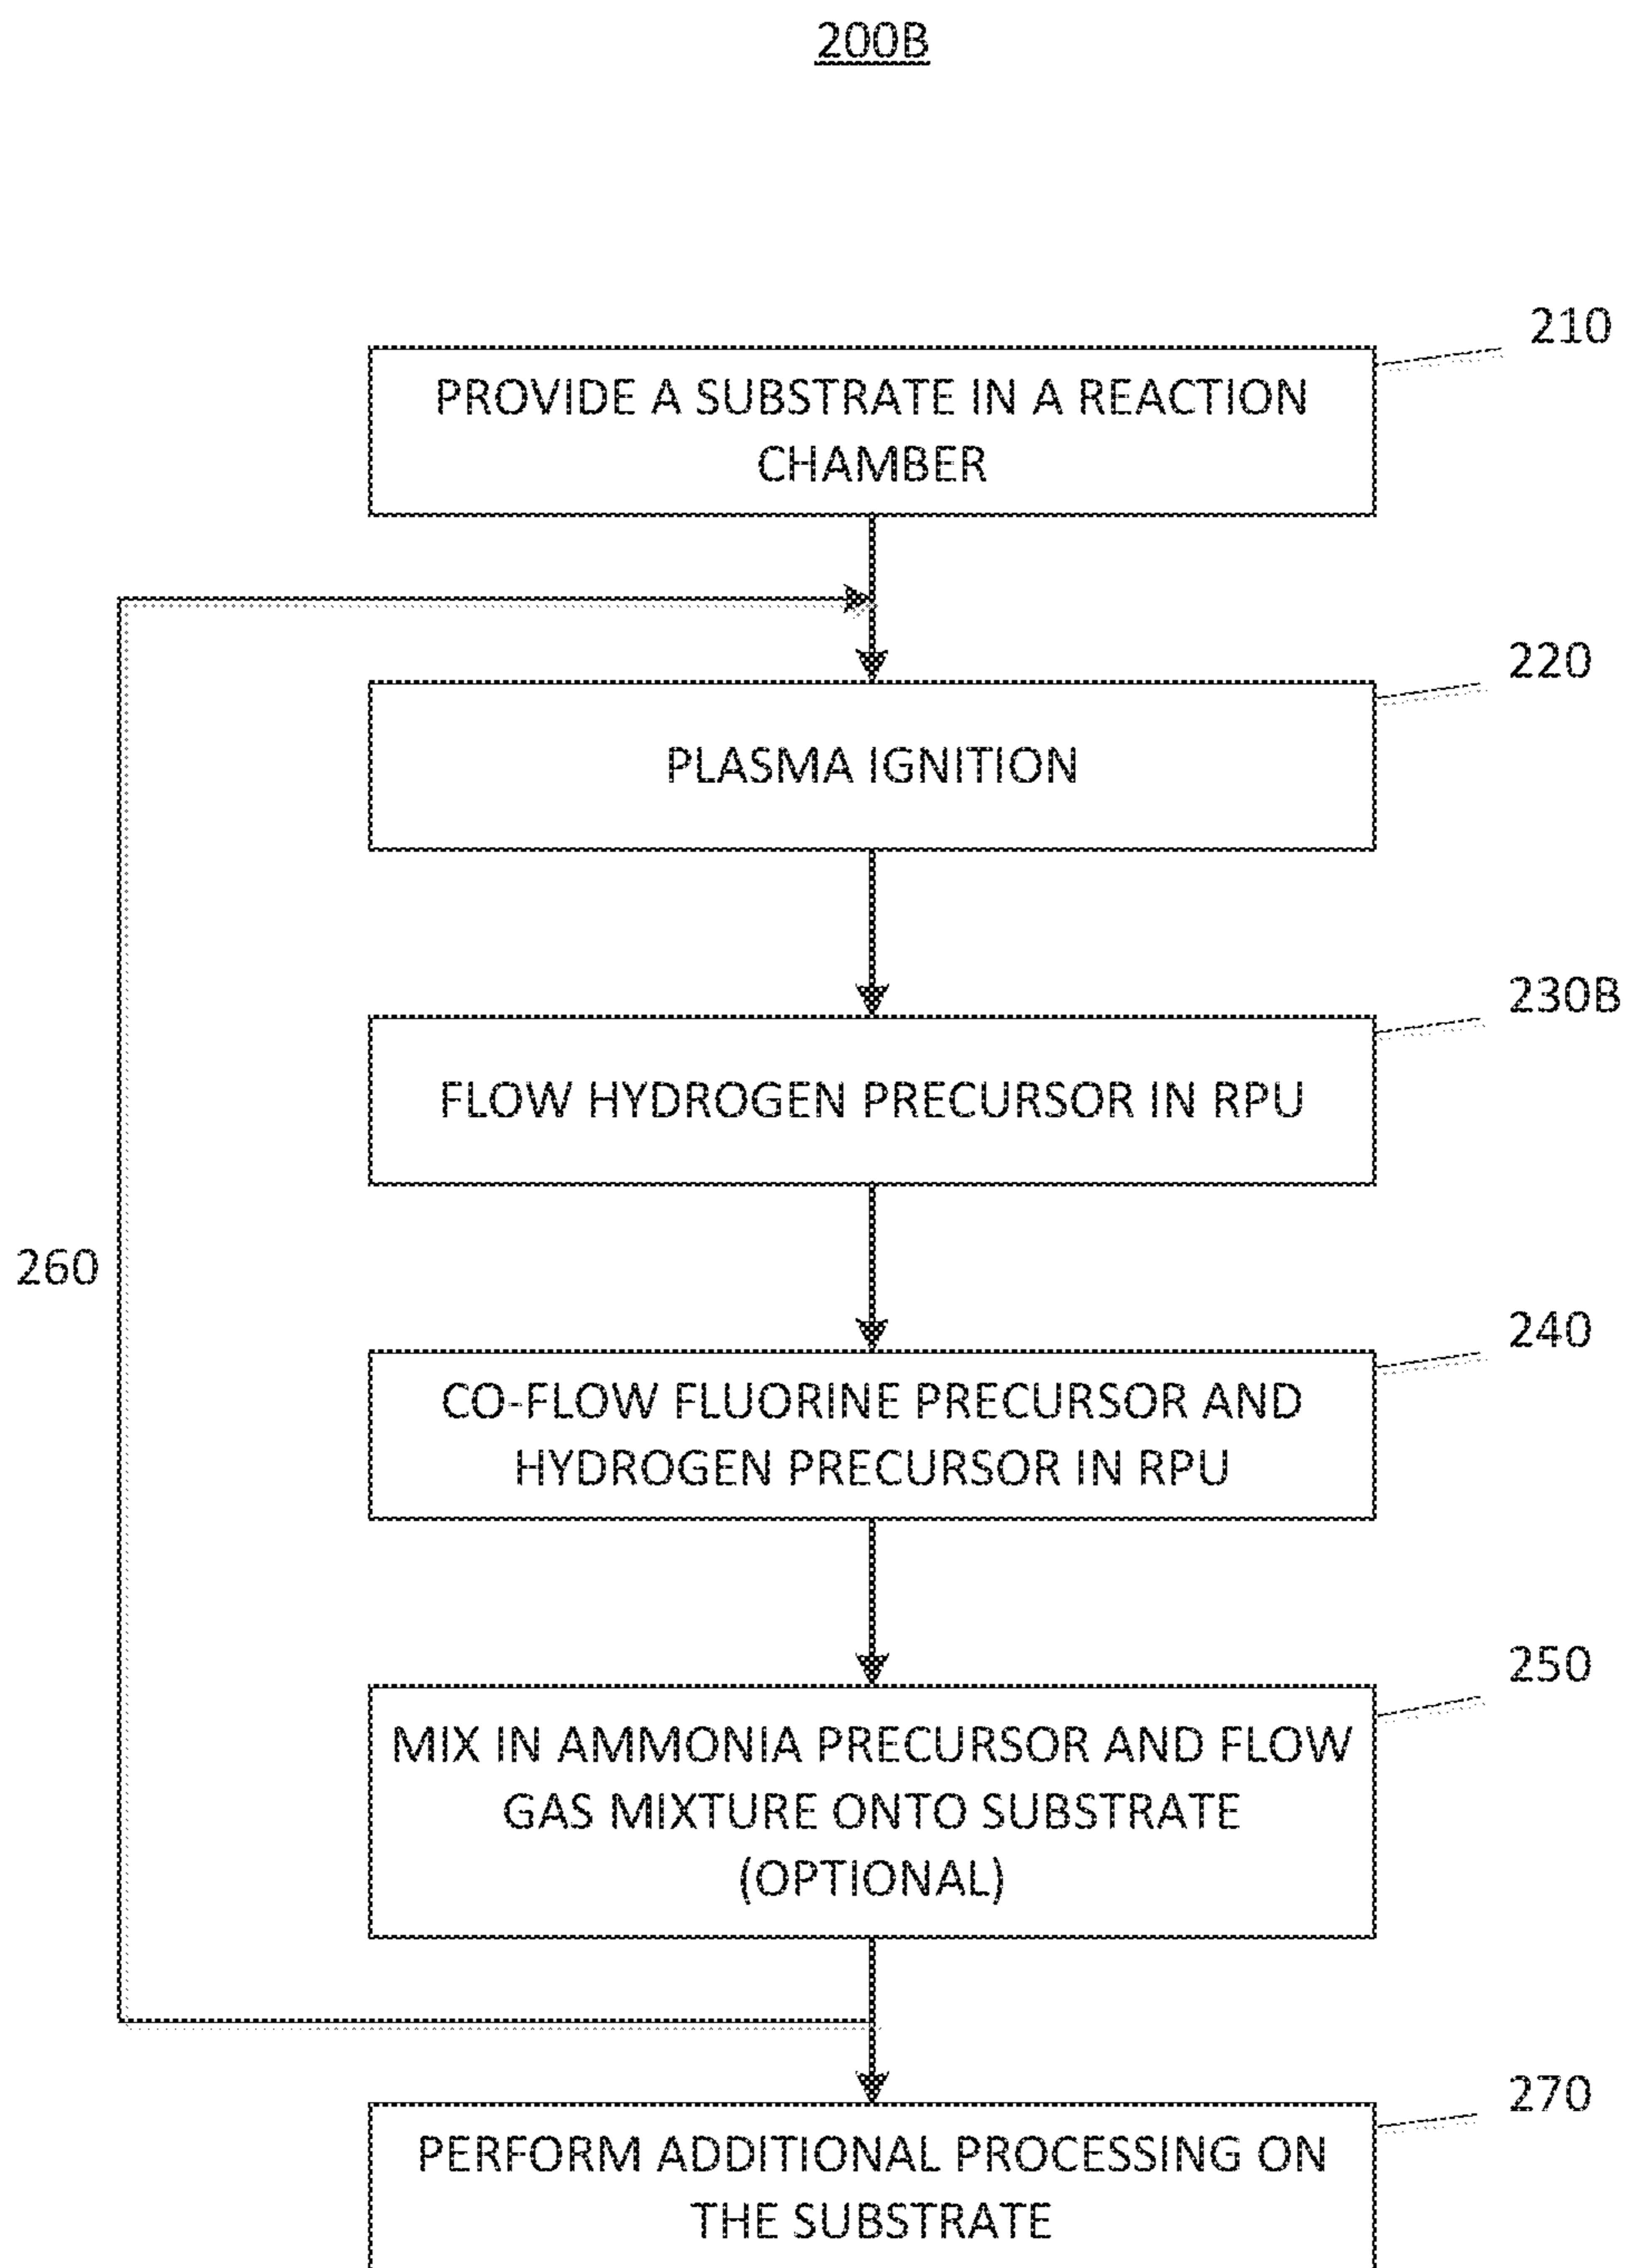 200B
210
PROVIDE A SUBSTRATE IN A REACTION
CHAMBER
220
PLASMA IGNITION
230B
FLOW HYDROGEN PRECURSOR IN RPU
260
240
CO-FLOW FLUORINE PRECURSOR AND
HYDROGEN PRECURSOR IN RPU
250
MIX IN AMMONIA PRECURSOR AND FLOW
GAS MIXTURE ONTO SUBSTRATE
(OPTIONAL)
270
PERFORM ADDITIONAL PROCESSING ON
THE SUBSTRATE